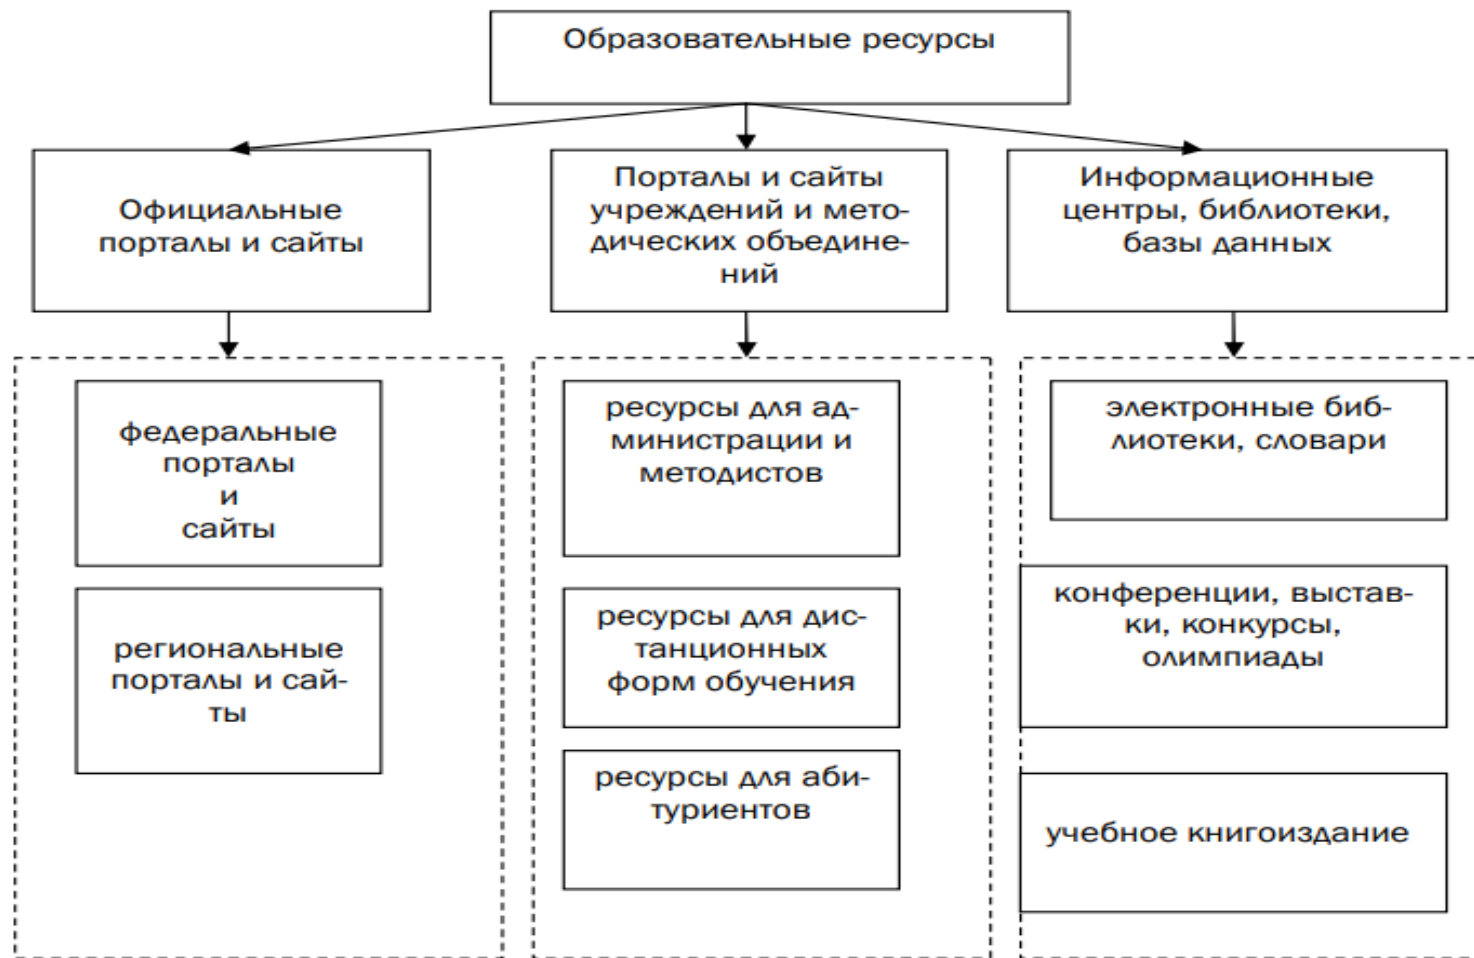 Образовательные ресурсы
Официальные
порталы и сайты
Порталы и сайты
учреждений и мето-
дических объедине-
ний
Информационные
центры, библиотеки,
базы данных
федеральные
порталы
и
сайты
региональные
порталы и сай-
ты
ресурсы для ад-
министрации и
методистов
ресурсы для дис-
танционных
форм обучения
ресурсы для аби-
туриентов
электронные биб-
лиотеки, словари
конференции, выстав-
ки, конкурсы,
олимпиады
учебное книгоиздание